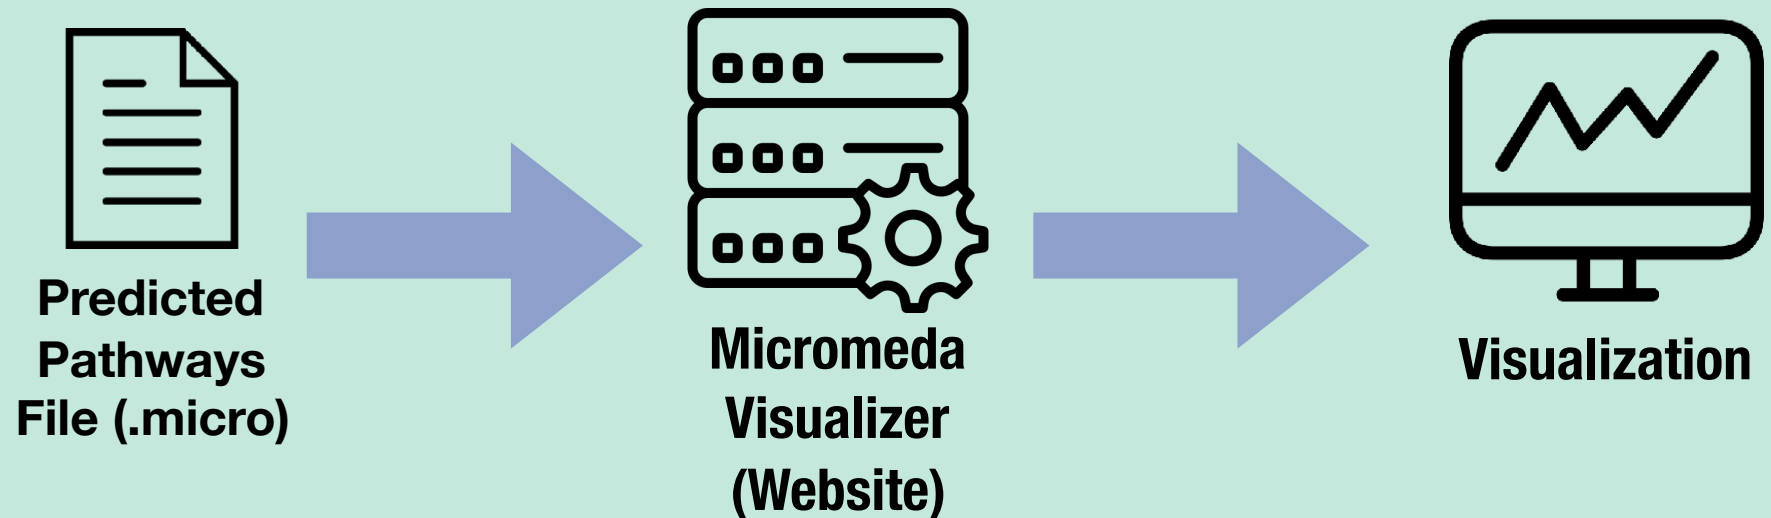 Predicted
Pathways
File (.micro)
Micromeda
Visualizer
(Website)
Visualization